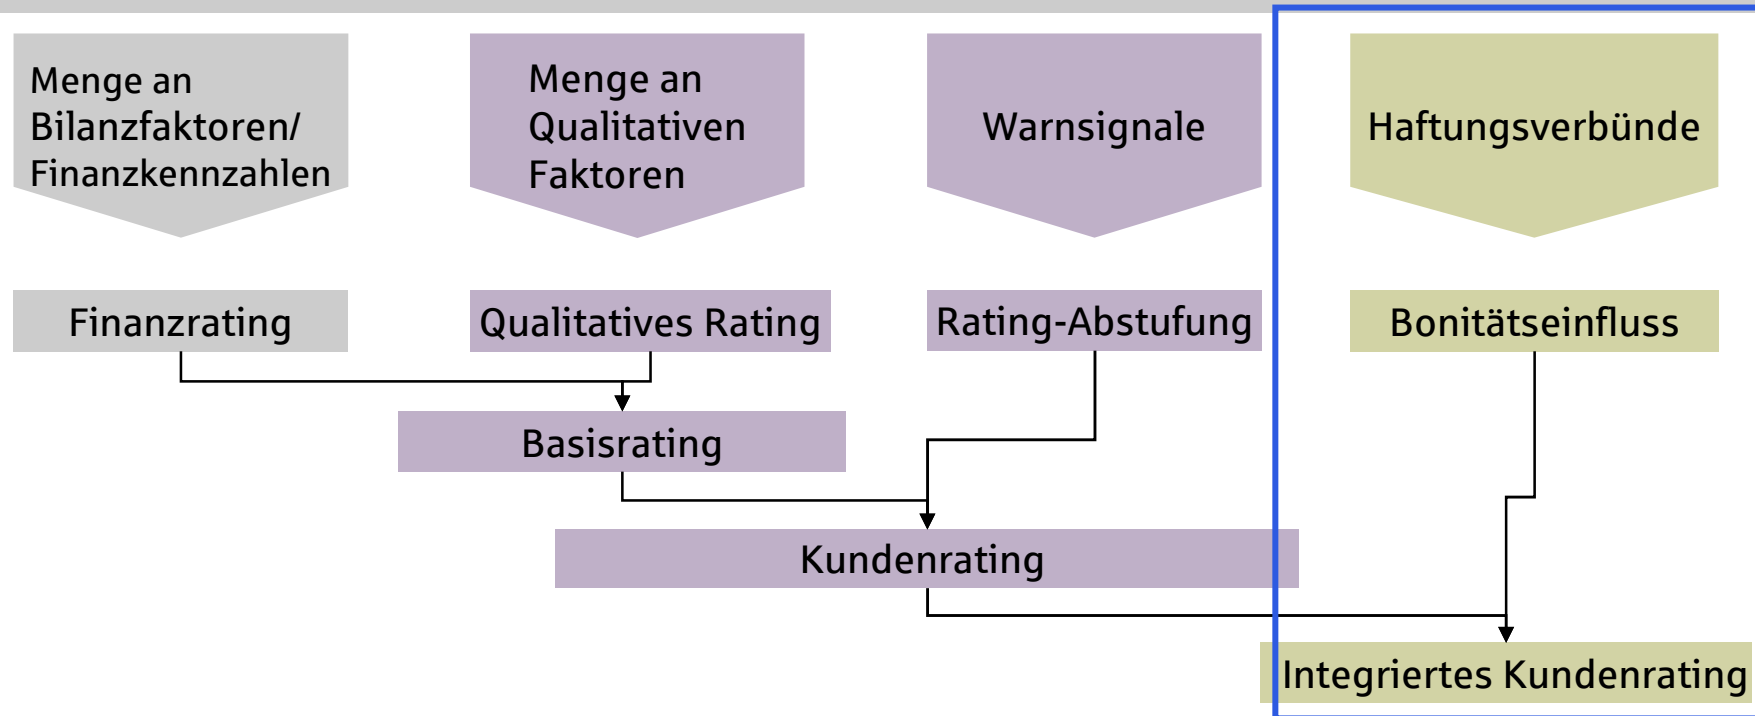 Menge an
Bilanzfaktoren/
Finanzkennzahlen
Menge an
Qualitativen
Faktoren
Warnsignale
Haftungsverbünde
Finanzrating
Qualitatives Rating
Rating-Abstufung
Bonitätseinfluss
Basisrating
Kundenrating
Integriertes Kundenrating